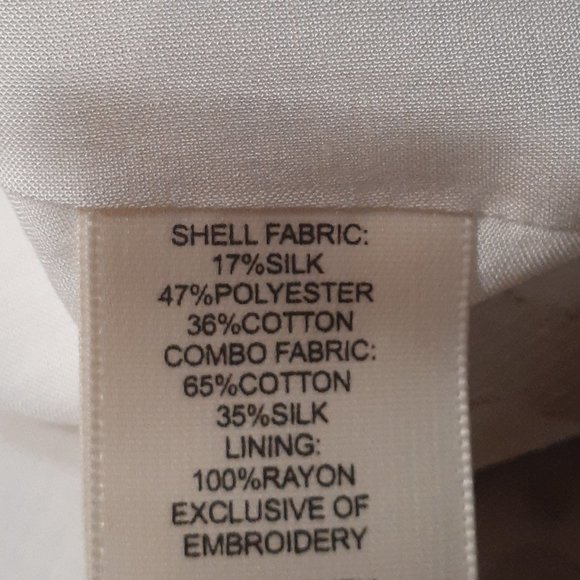 SHELL FABRIC:
17%SILK
47%POLYESTER
36%COTTON
COMBO FABRIC:
65%COTTON
35%SILK
LINING:
100%RAYON
EXCLUSIVE OF
EMBROIDERY